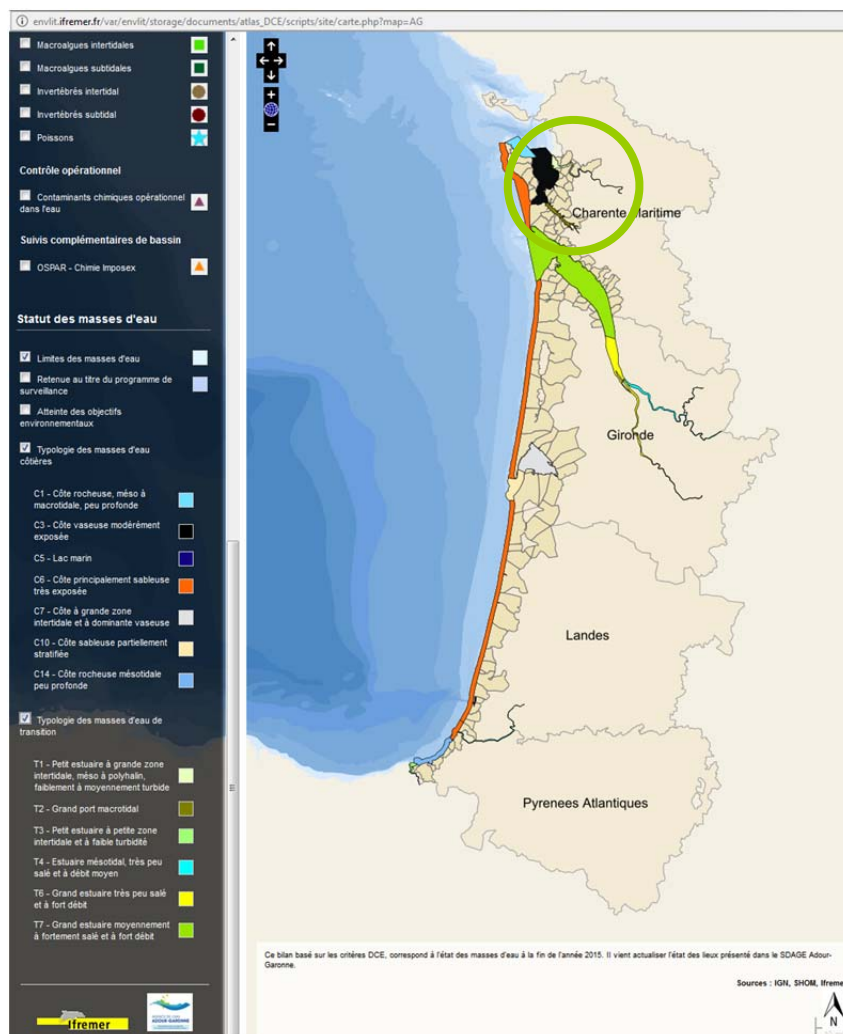 envlit.ifremer.fr/var/envlit/storage/documents/atlas_DCE/scripts/site/carte.php?map=AG
Macroalgues intertidales
Macroalgues subtidales
Invertébrés intertidal
Invertébrés subtidal
Poissons
Contrôle opérationnel
Contaminants chimiques opérationnel
dans l'eau
Suivis complémentaires de bassin
OSPAR - Chimie Imposex
Statut des masses d'eau
Limites des masses d'eau
Retenue au titre du programme de
surveillance
Atteinte des objectifs
environnementaux
Typologie des masses d'eau
côtières
C1 - Côte rocheuse, méso à
macrotidale, peu profonde
C3 - Côte vaseuse modérément
exposée
C5 - Lac marin
C6 - Côte principalement sableuse
très exposée
C7 - Côte à grande zone
intertidale et à dominante vaseuse
C10 - Côte sableuse partiellement
stratifiée
C14 - Côte rocheuse mésotidale
peu profonde
Typologie des masses d'eau de
transition
T1 - Petit estuaire à grande zone
intertidale, méso à polyhalin,
faiblement à moyennement turbide
T2 - Grand port macrotidal
T3 - Petit estuaire à petite zone
intertidale et à faible turbidité
T4 - Estuaire mésotidal, très peu
salé et à débit moyen
T6 - Grand estuaire très peu salé
et à fort débit
T7 - Grand estuaire moyennement
à fortement salé et à fort débit
Ifremer
ADOUR-GARONNE
Charente Maritime
Gironde
Landes
Pyrenees Atlantiques
Ce bilan basé sur les critères DCE, correspond à l'état des masses d'eau à la fin de l'année 2015. Il vient actualiser l'état des lieux présenté dans le SDAGE Adour-
Garonne.
Sources : IGN, SHOM, Ifreme
N